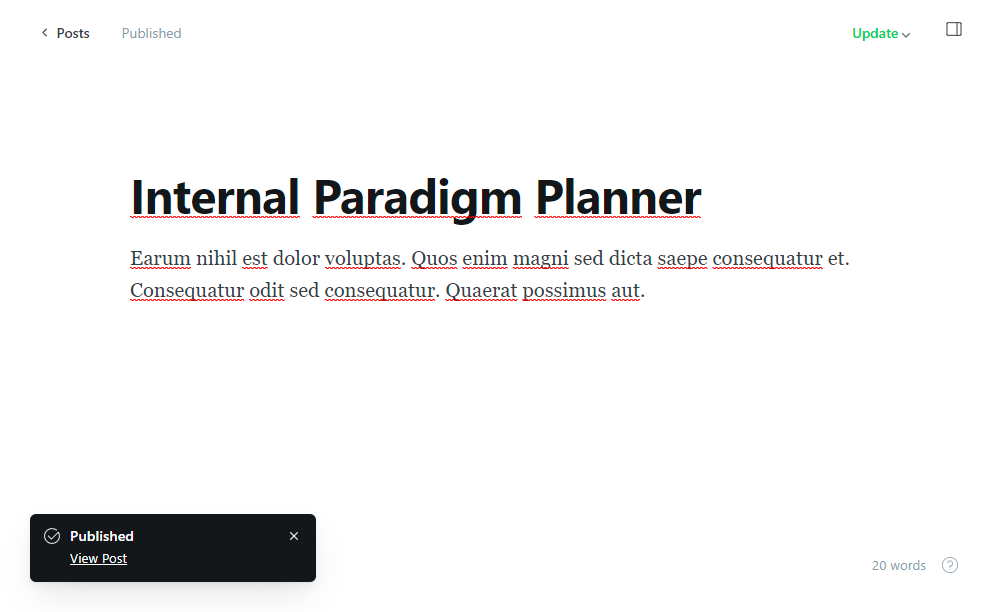 Posts
Published
Update
Internal Paradigm Planner
Earum nihil est dolor voluptas. Quos enim magni sed dicta saepe consequatur et.
Consequatur odit sed consequatur. Quaerat possimus aut.
Published
View Post
20 words